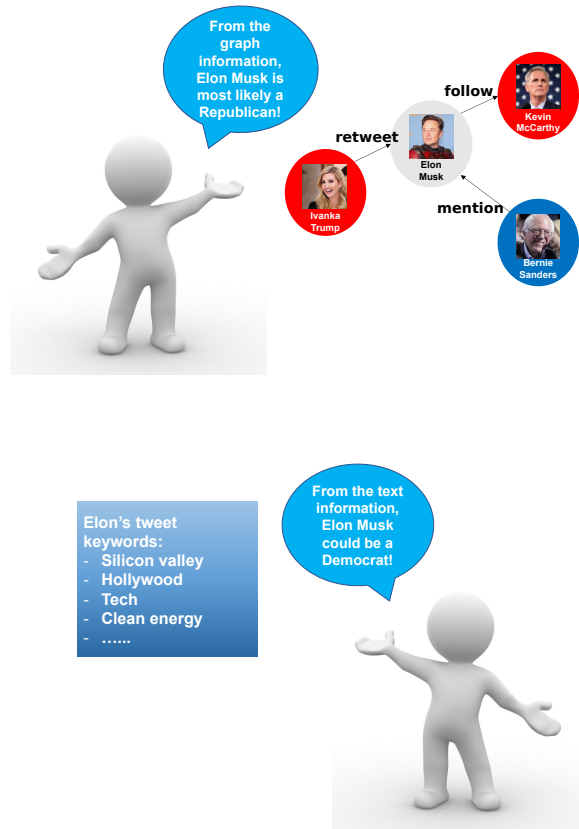 From the
graph
information,
Elon Musk is
most likely a
Republican!
follow
Kevin
McCarthy
retweet
Elon
Musk
Ivanka
Trump
mention
Bernie
Sanders
Elon's tweet
keywords:
- Silicon valley
- Hollywood
- Tech
- Clean energy
- …...
From the text
information,
Elon Musk
could be a
Democrat!